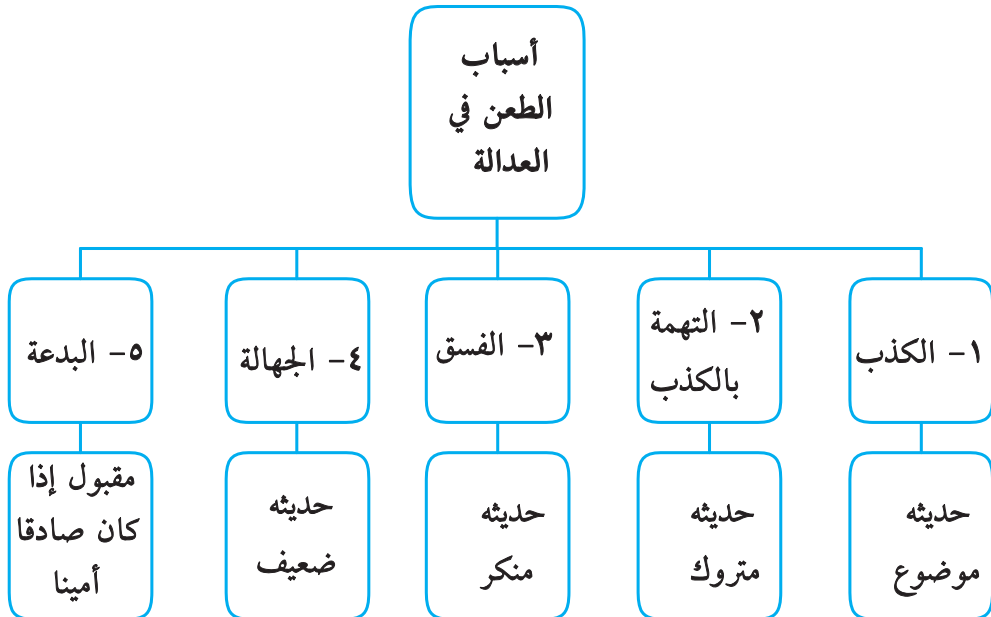 أسباب
الطعن في
العدالة
١- الكذب
٢- التهمة
بالكذب
٣- الفسق
٤- الجهالة
٥- البدعة
حديثه
موضوع
حديثه
متروك
حديثه
منكر
حديثه
ضعيف
مقبول إذا
كان صادقا
أمينا